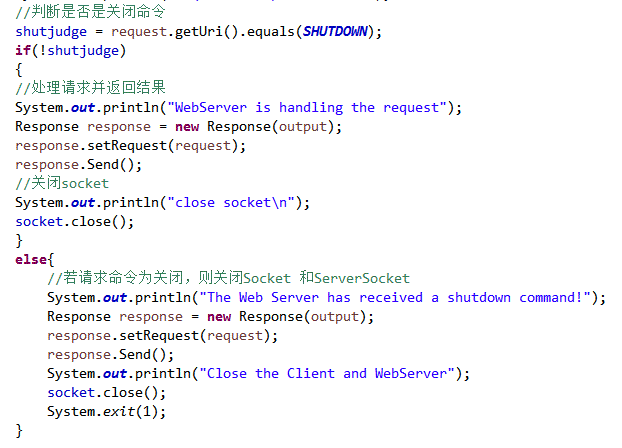 //判断是否是关闭命令
shutjudge = request.getUri().equals(SHUTDOWN);
if(!shutjudge)
{
//处理请求并返回结果
System.out.println("WebServer is handling the request");
Response response = new Response(output);
response.setRequest(request);
response.Send();
//关闭socket
System.out.println("close socket\n");
socket.close();
}
else{
//若请求命令为关闭，则关闭Socket 和ServerSocket
System.out.println("The Web Server has received a shutdown command!");
Response response = new Response(output);
response.setRequest(request);
response.Send();
System.out.println("Close the Client and WebServer");
socket.close();
System.exit(1);
}